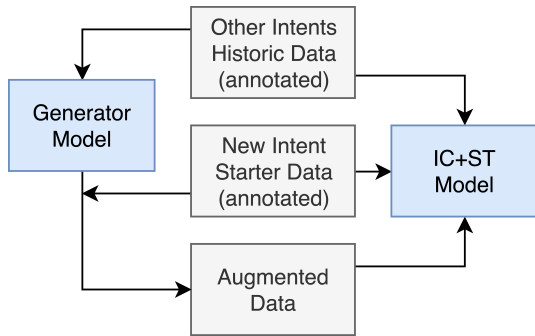 Other Intents
Historic Data
(annotated)
Generator
Model
New Intent
Starter Data
(annotated)
IC+ST
Model
Augmented
Data